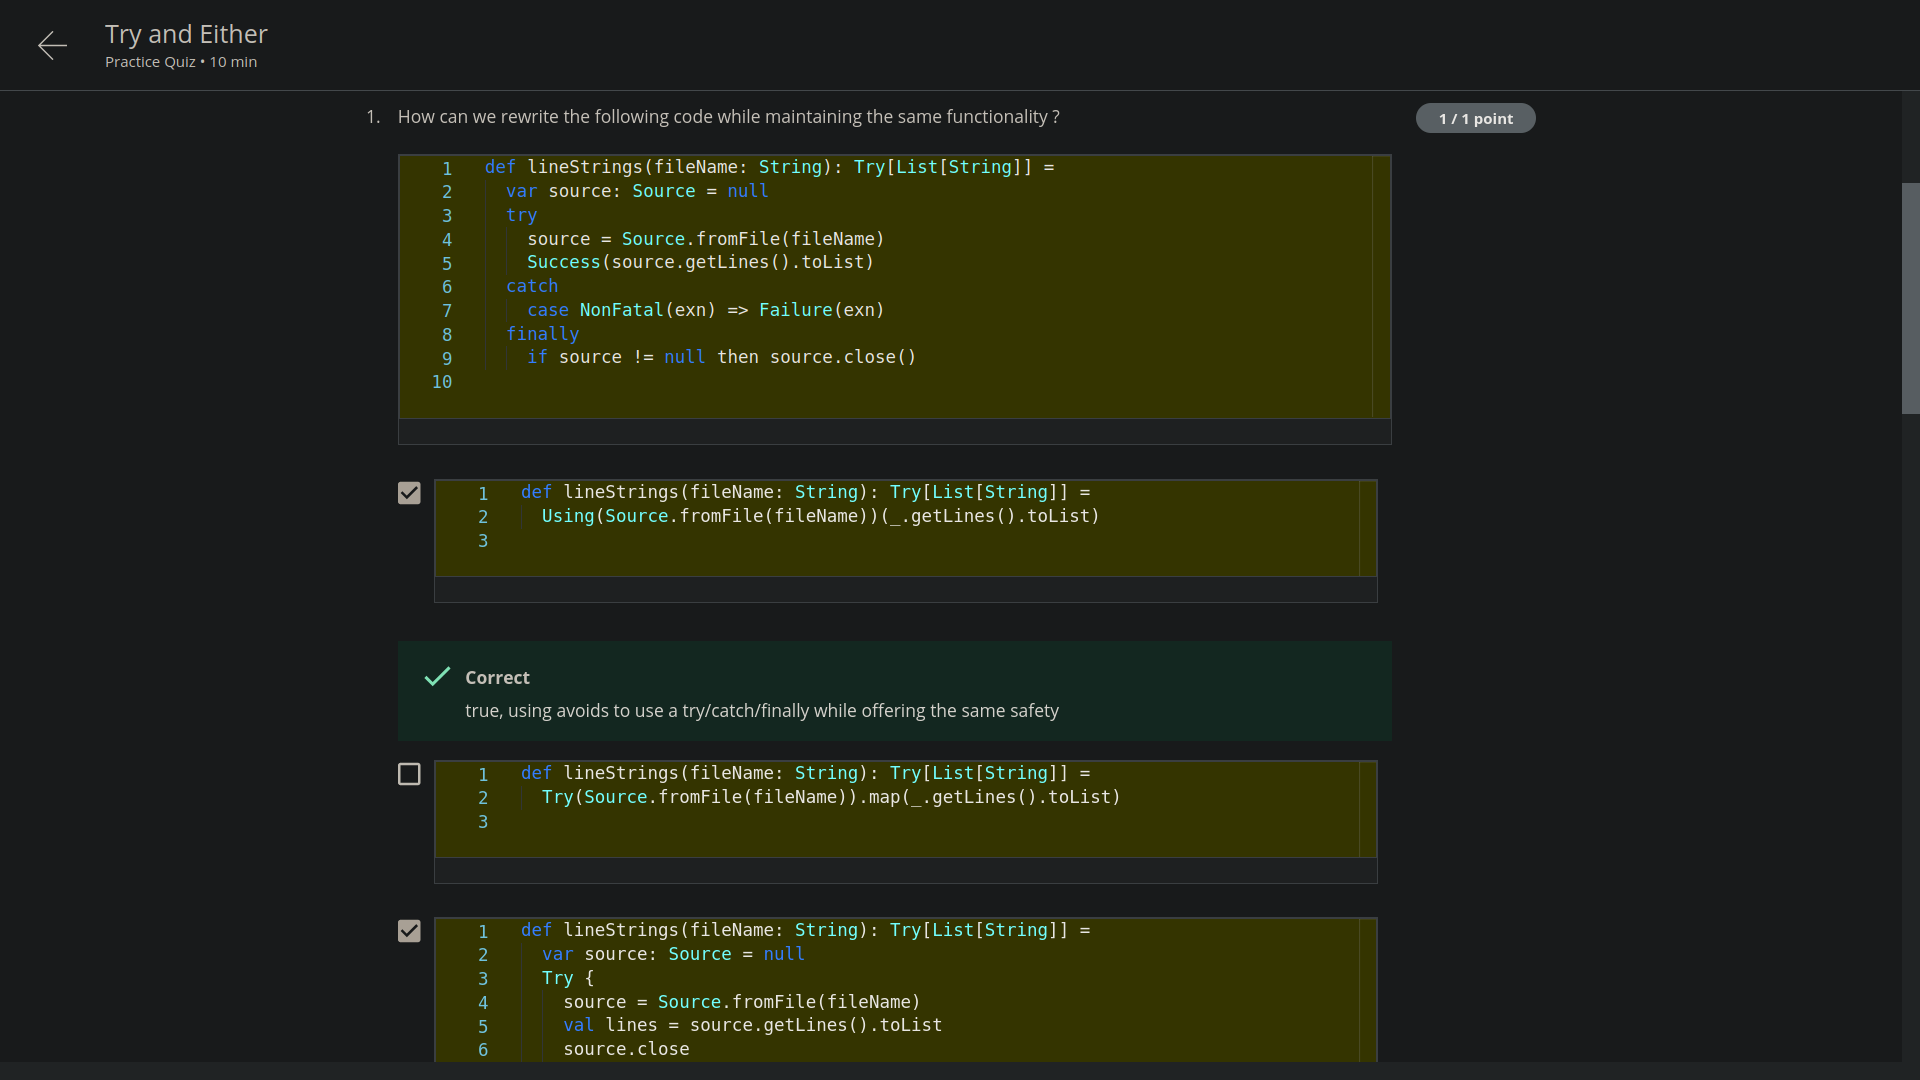 Try and Either
Practice Quiz • 10 min
1. How can we rewrite the following code while maintaining the same functionality ?
1 / 1 point
1 def lineStrings(fileName: String): Try[List[String]] =
2   var source: Source = null
3   try
4     source = Source.fromFile(fileName)
5     Success(source.getLines().toList)
6   catch
7     case NonFatal(exn) => Failure(exn)
8   finally
9     if source != null then source.close()
10
1 def lineStrings(fileName: String): Try[List[String]] =
2   Using(Source.fromFile(fileName))(_.getLines().toList)
3
Correct
true, using avoids to use a try/catch/finally while offering the same safety
1 def lineStrings(fileName: String): Try[List[String]] =
2   Try(Source.fromFile(fileName)).map(_.getLines().toList)
3
1 def lineStrings(fileName: String): Try[List[String]] =
2   var source: Source = null
3   Try {
4     source = Source.fromFile(fileName)
5     val lines = source.getLines().toList
6     source.close